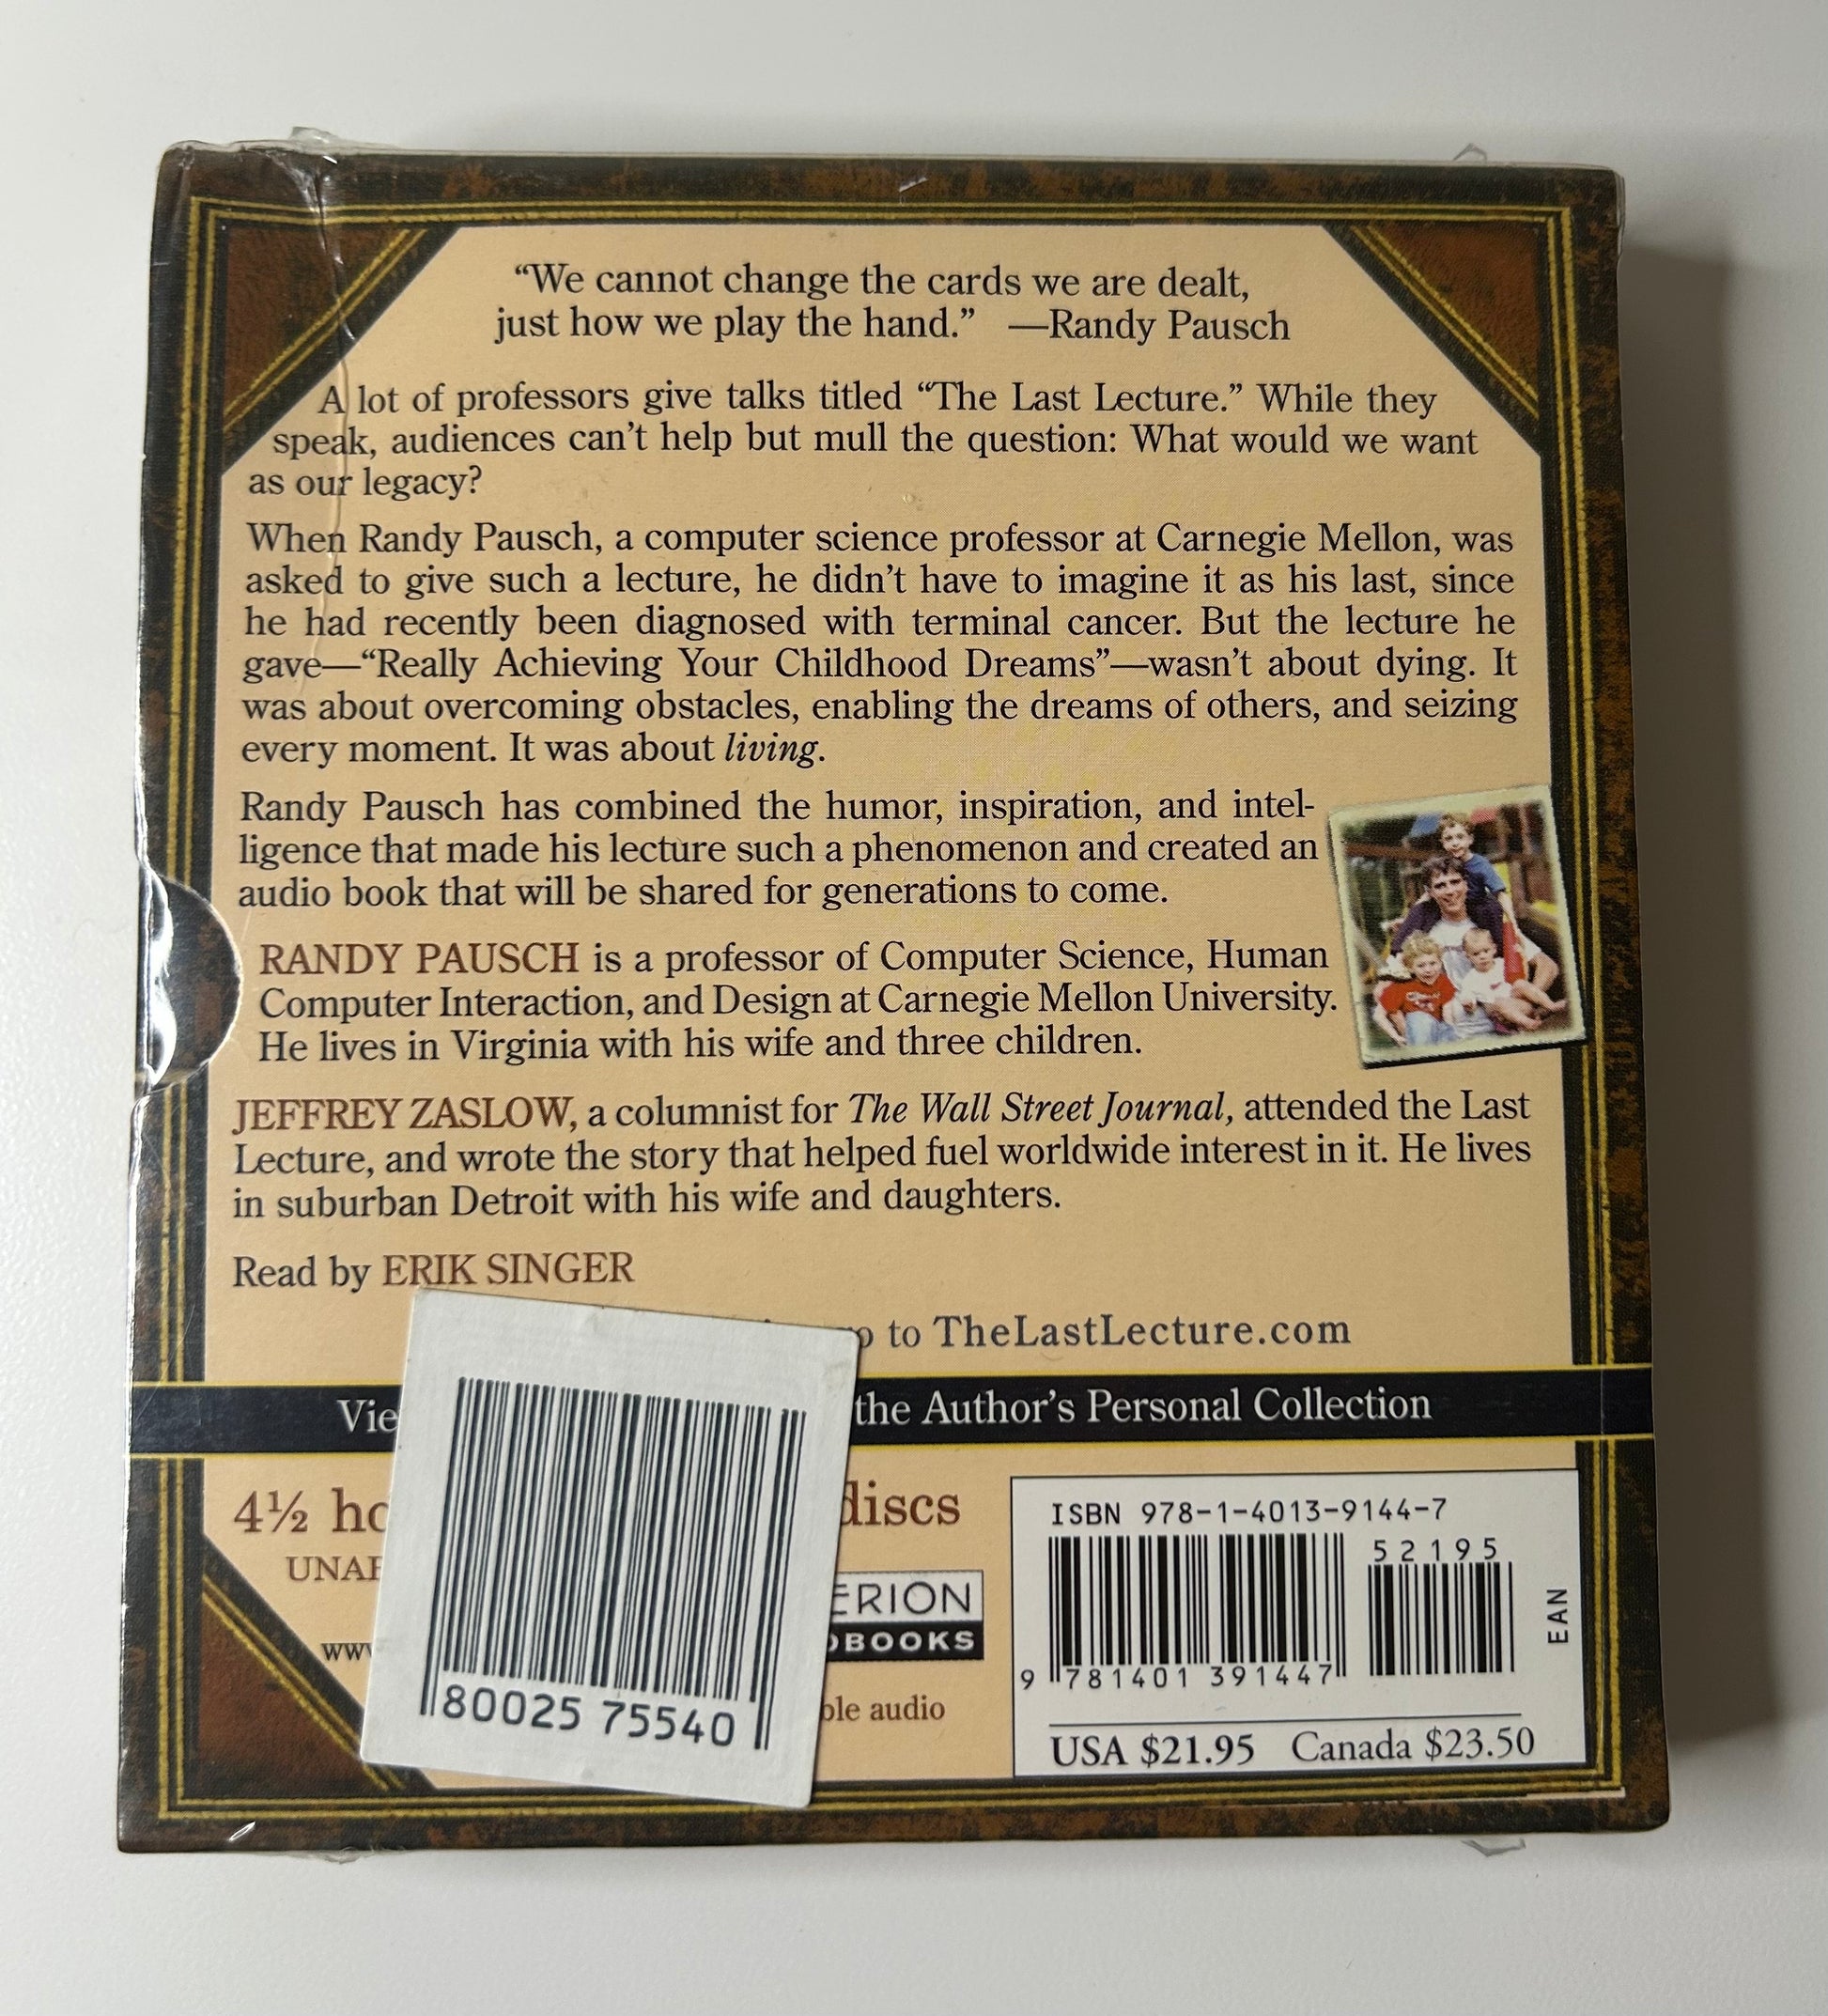 “We cannot change the cards we are dealt,
just how we play the hand.” —Randy Pausch
A lot of professors give talks titled “The Last Lecture.” While they
speak, audiences can’t help but mull the question: What would we want
as our legacy?
When Randy Pausch, a computer science professor at Carnegie Mellon, was
asked to give such a lecture, he didn’t have to imagine it as his last, since
he had recently been diagnosed with terminal cancer. But the lecture he
gave—“Really Achieving Your Childhood Dreams”—wasn’t about dying. It
was about overcoming obstacles, enabling the dreams of others, and seizing
every moment. It was about living.
Randy Pausch has combined the humor, inspiration, and intel-
ligence that made his lecture such a phenomenon and created an
audio book that will be shared for generations to come.
RANDY PAUSCH is a professor of Computer Science, Human
Computer Interaction, and Design at Carnegie Mellon University.
He lives in Virginia with his wife and three children.
JEFFREY ZASLOW, a columnist for The Wall Street Journal, attended the Last
Lecture, and wrote the story that helped fuel worldwide interest in it. He lives
in suburban Detroit with his wife and daughters.
Read by ERIK SINGER
to TheLastLecture.com
the Author’s Personal Collection
4½
discs
BOOKS
audio
80025 75540
ISBN 978-1-4013-9144-7
52195
9 781401 391447
EAN
USA $21.95 Canada $23.50